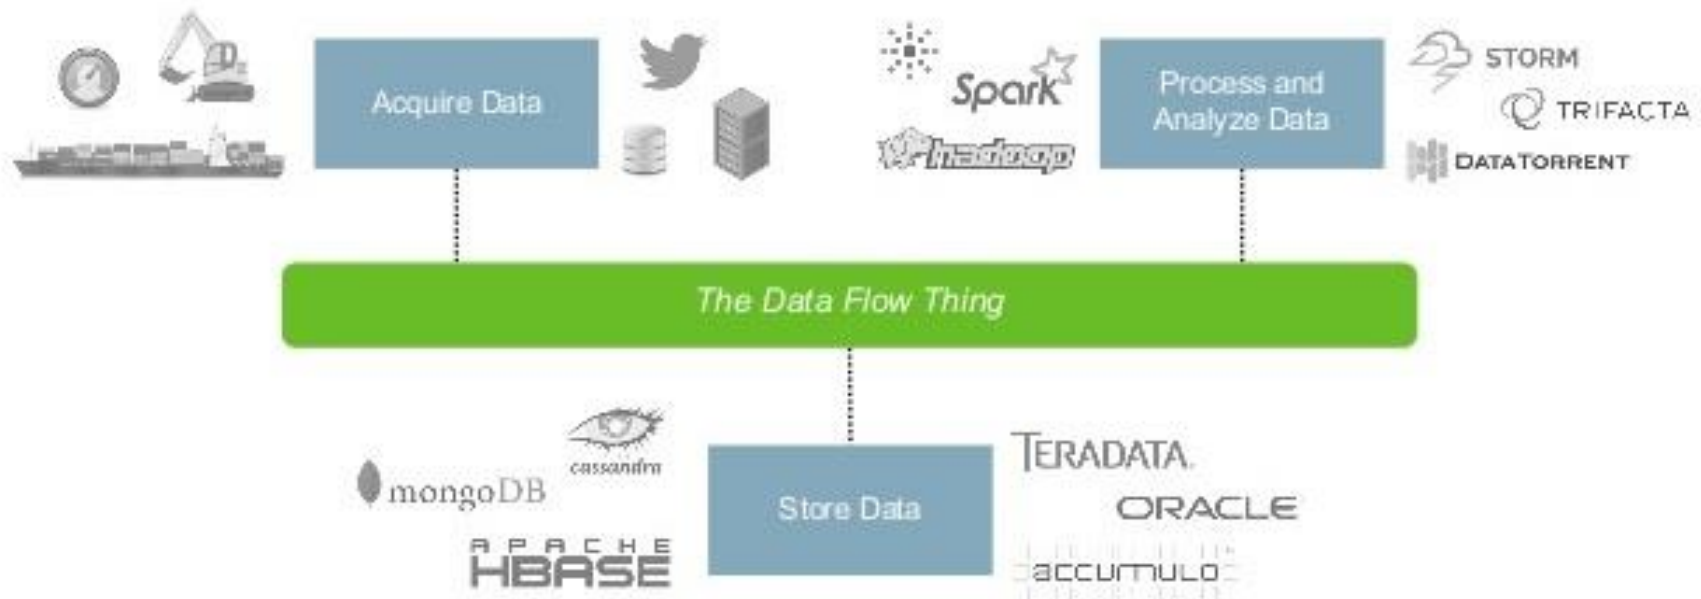 Acquire Data
Spark
hadoop
Process and
Analyze Data
STORM
TRIFACTA
DATATORRENT
The Data Flow Thing
cassandra
mongoDB
APACHE
HBASE
Store Data
TERADATA
ORACLE
accumulo